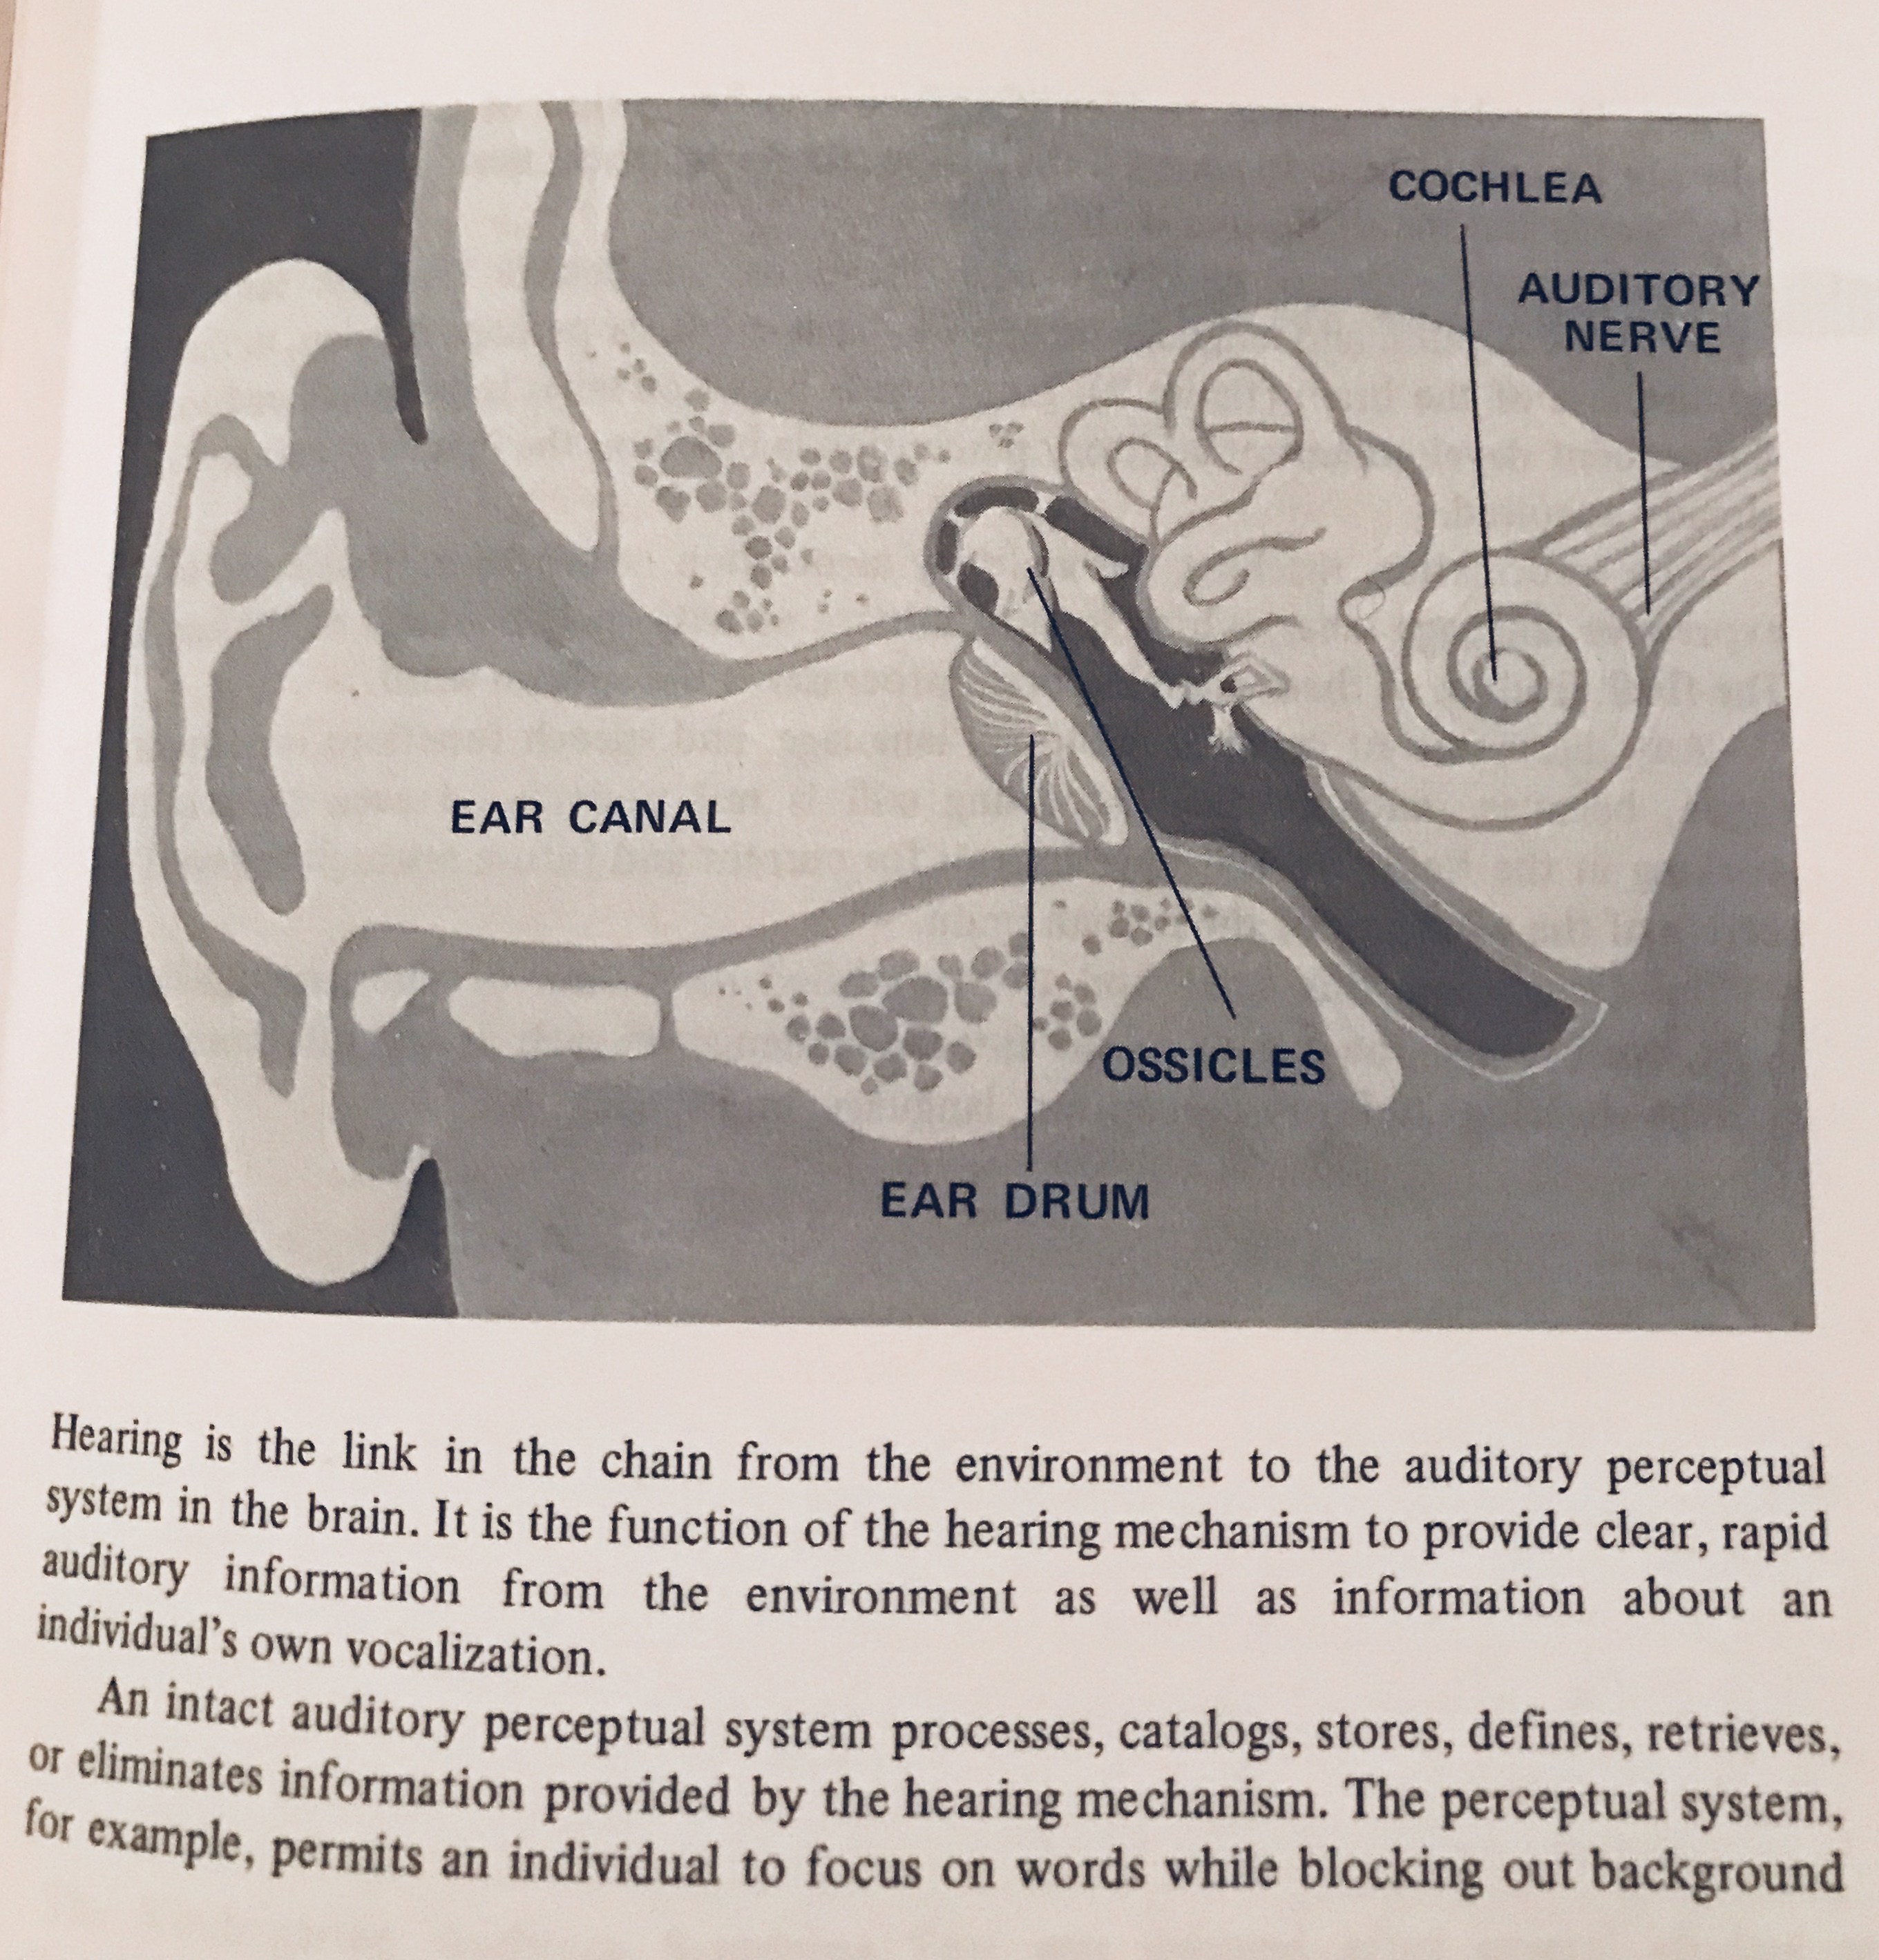 COCHLEA
AUDITORY
NERVE
EAR CANAL
OSSICLES
EAR DRUM
Hearing is the link in the chain from the environment to the auditory perceptual
system in the brain. It is the function of the hearing mechanism to provide clear, rapid
auditory information from the environment as well as information about an
individual's own vocalization.
An intact auditory perceptual system processes, catalogs, stores, defines, retrieves,
or eliminates information provided by the hearing mechanism. The perceptual system,
for example, permits an individual to focus on words while blocking out background